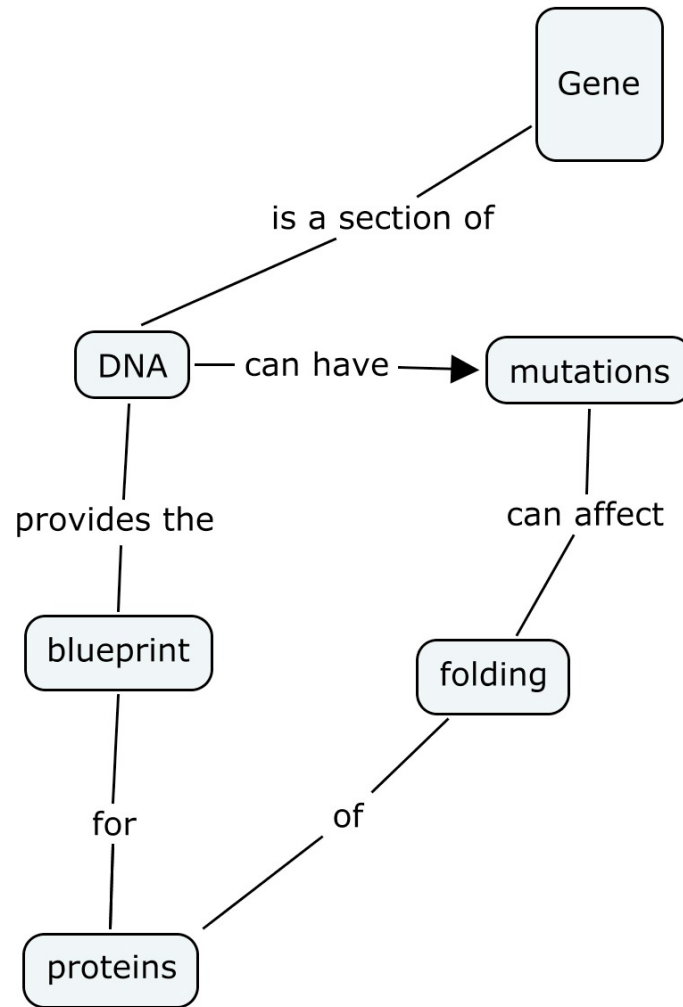 Gene
is a section of
DNA
can have
mutations
provides the
can affect
blueprint
folding
for
of
proteins